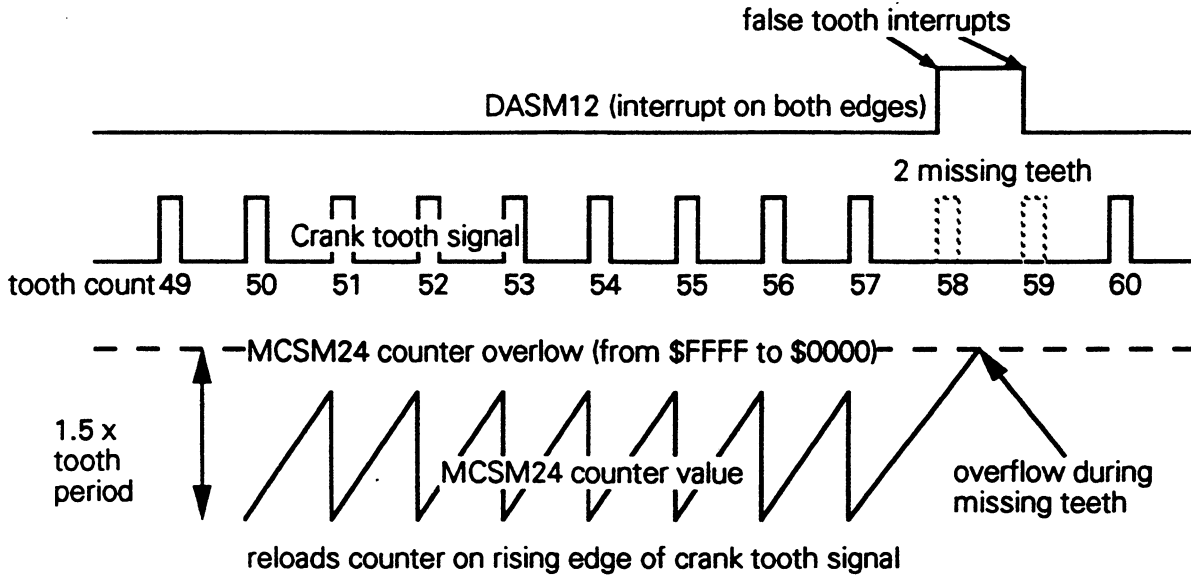 false tooth interrupts
DASM12 (interrupt on both edges)
2 missing teeth
Crank tooth signal
tooth count 49 50 51 52 53 54 55 56 57 58 59 60
MCSM24 counter overlow (from $FFFF to $0000)
1.5 x
tooth
period
MCSM24 counter value
overflow during
missing teeth
reloads counter on rising edge of crank tooth signal